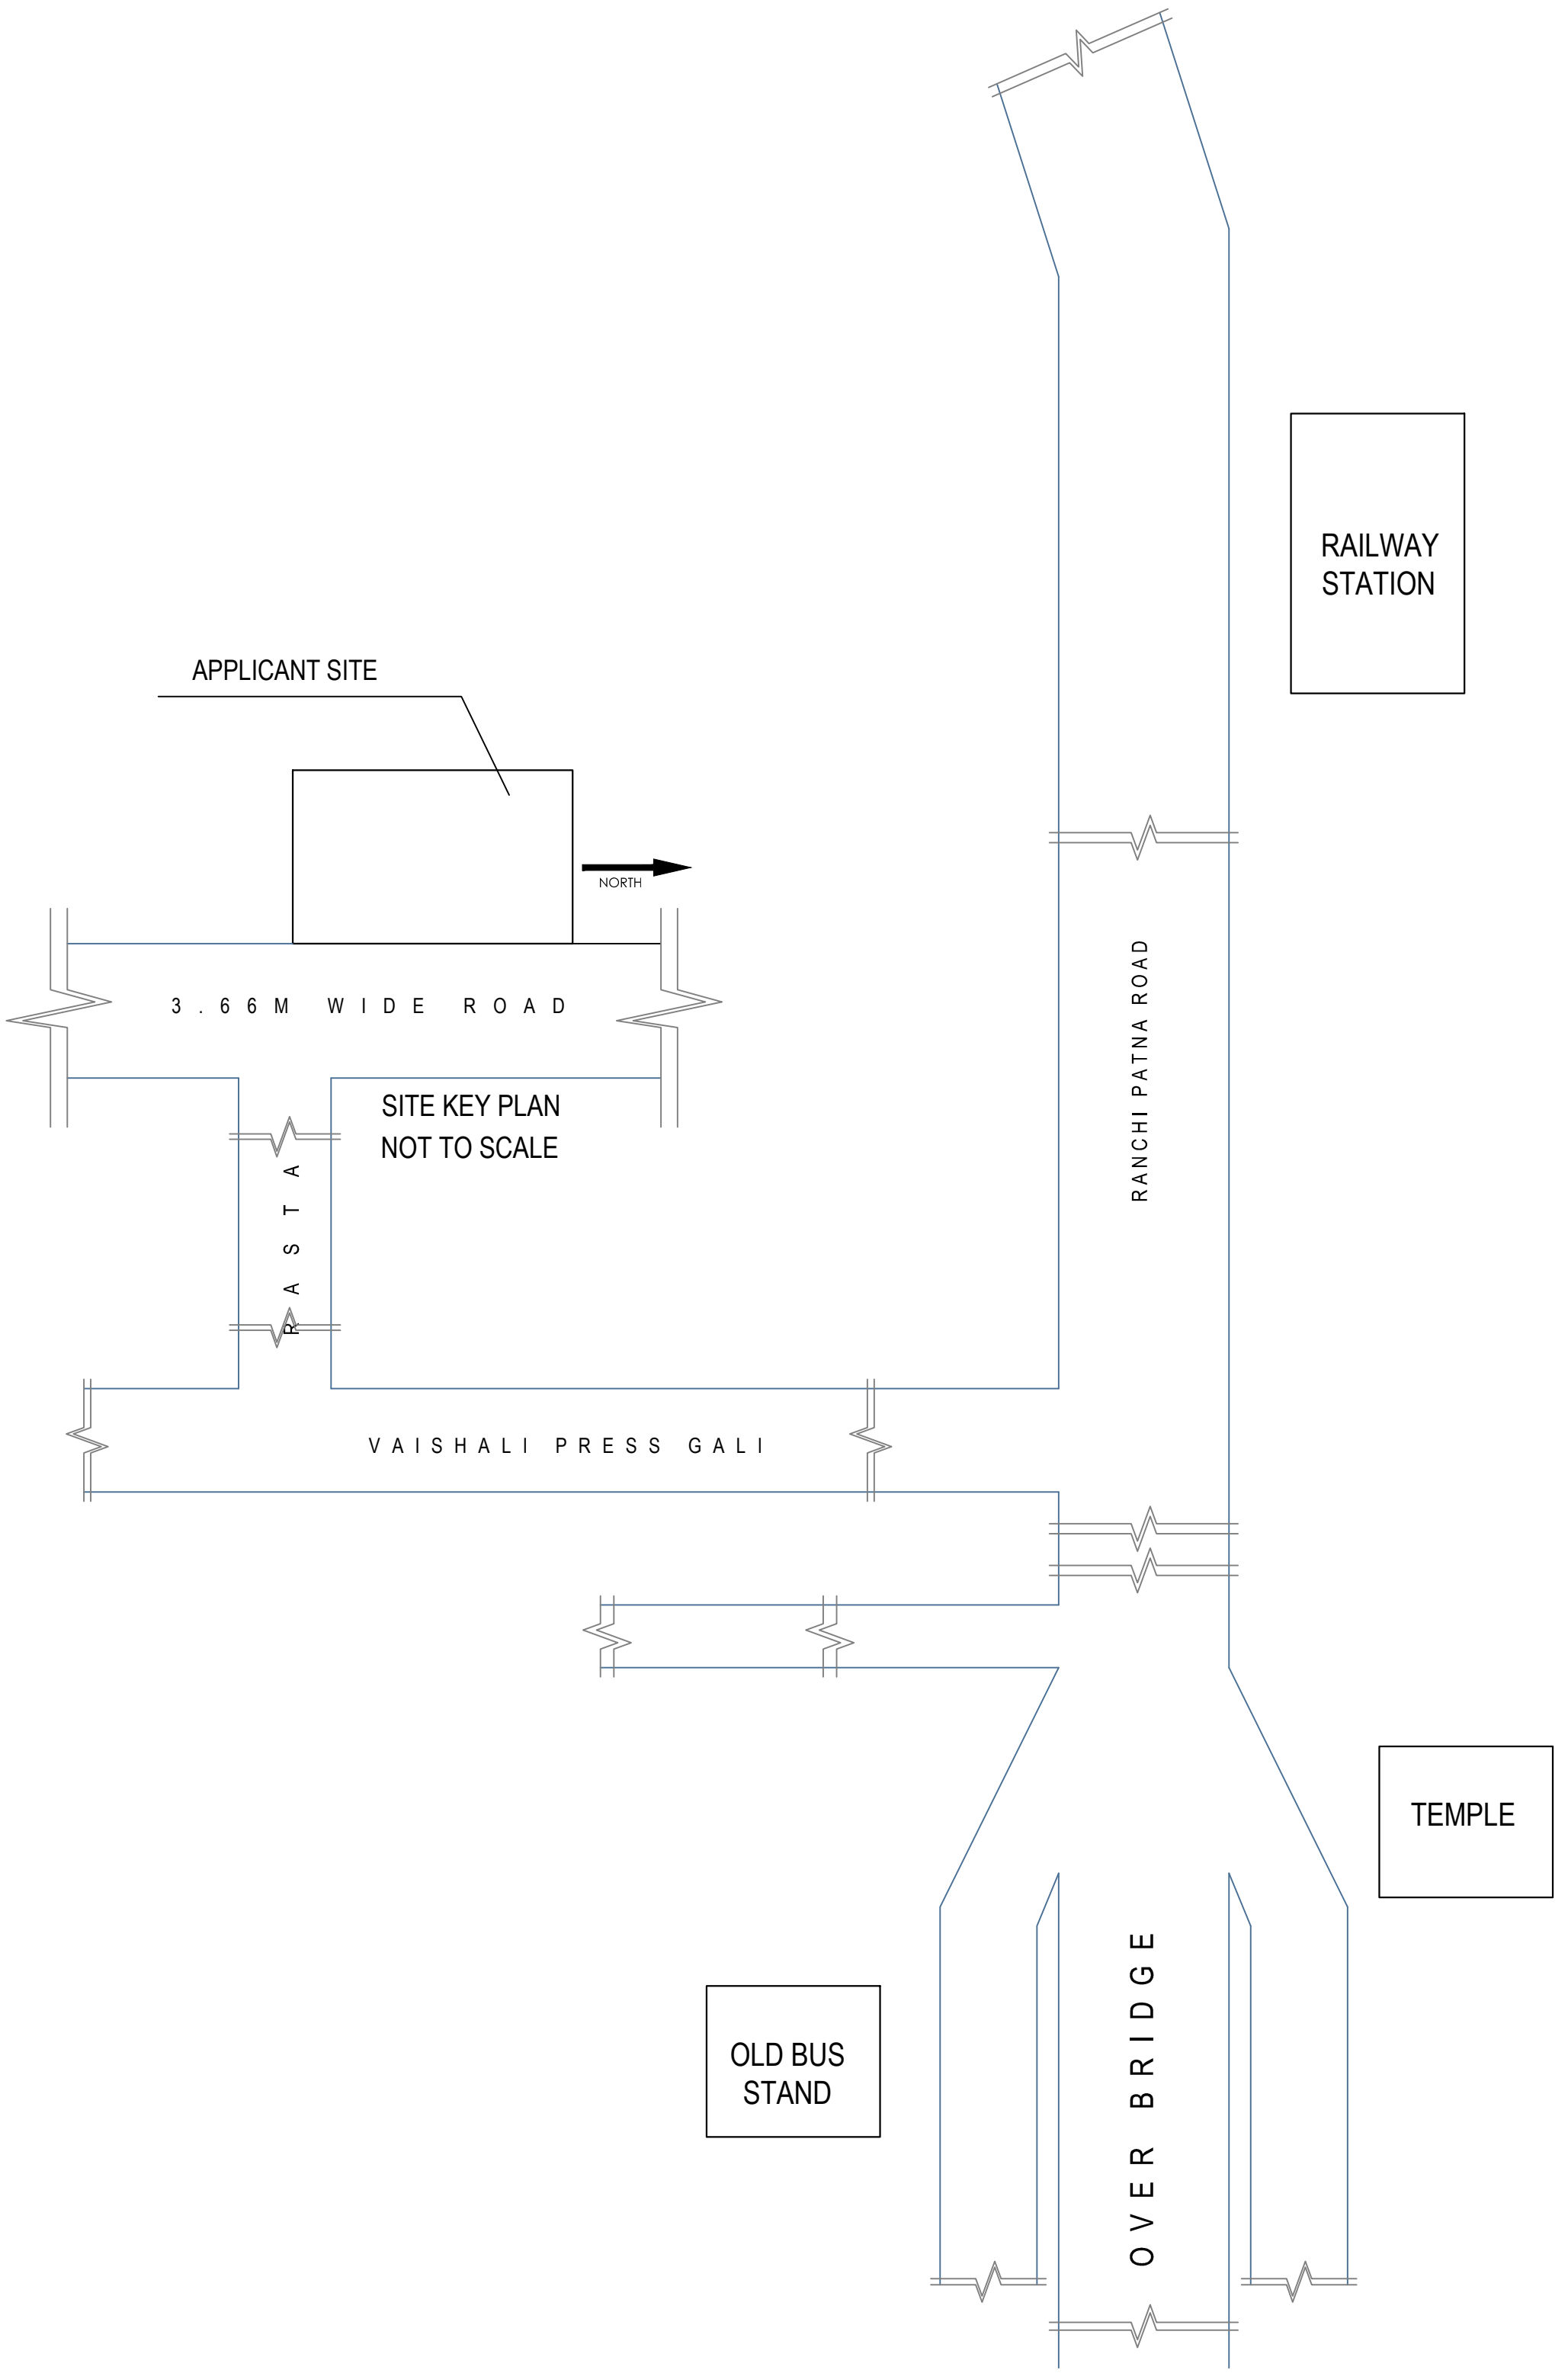 RAILWAY
STATION
APPLICANT SITE
NORTH
3.66M WIDE ROAD
RANCHI PATNA ROAD
SITE KEY PLAN
NOT TO SCALE
RASTA
VAISHALI PRESS GALI
TEMPLE
OVER BRIDGE
OLD BUS
STAND